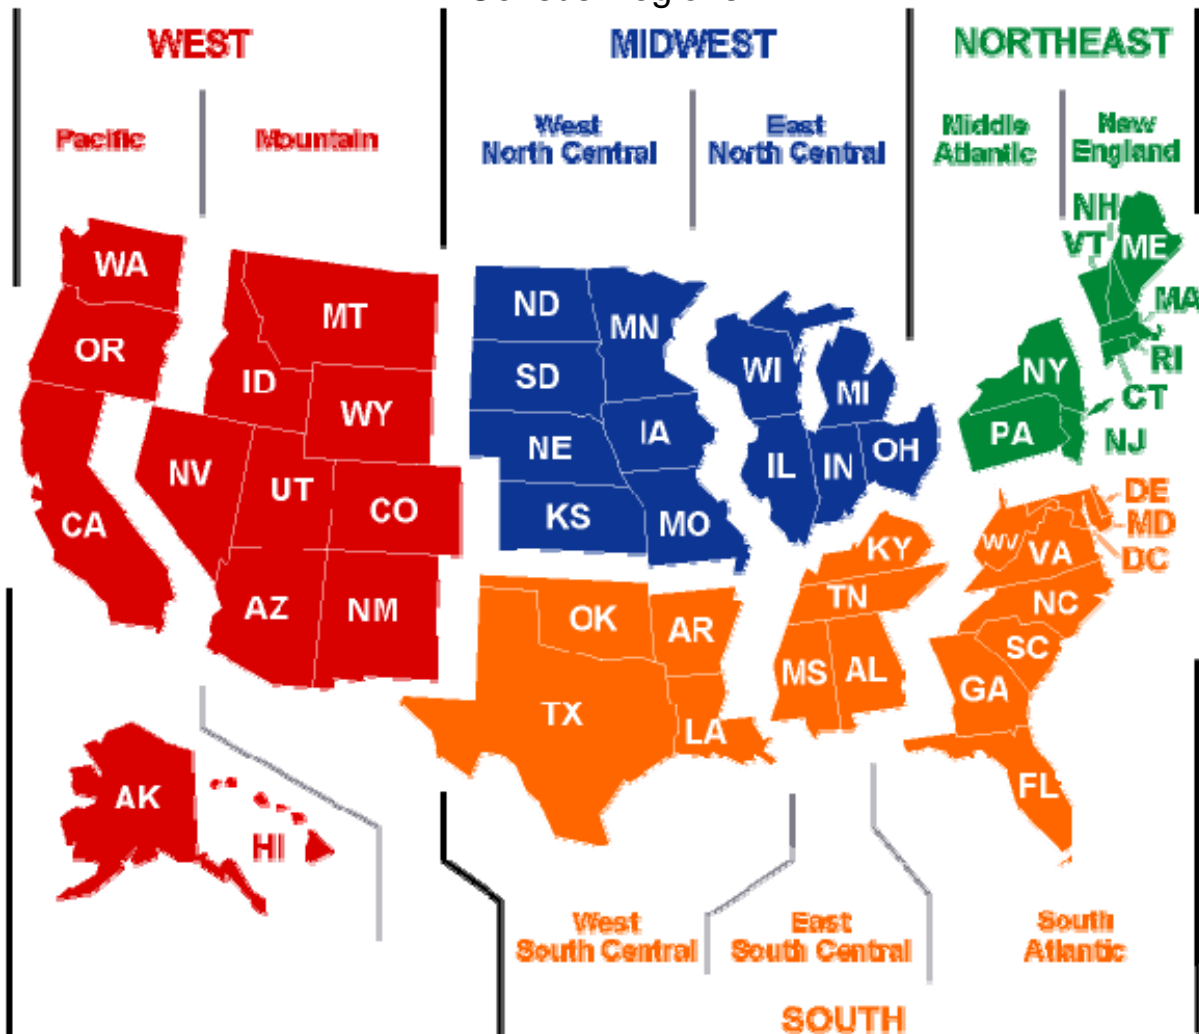 WEST
MIDWEST
NORTHEAST
Pacific
Mountain
West
North Central
East
North Central
Middle
Atlantic
New
England
WA
OR
CA
MT
ID
WY
NV
UT
CO
AZ
NM
AK
HI
ND
SD
NE
KS
MN
IA
MO
WI
MI
IL
IN
OH
NH
VT
ME
MA
RI
CT
NY
PA
NJ
OK
AR
TX
LA
KY
TN
MS
AL
DE
MD
DC
WV
VA
NC
SC
GA
FL
West
South Central
East
South Central
South
Atlantic
SOUTH